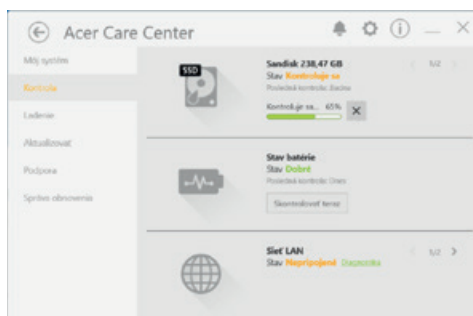 Acer Care Center
Môj systém
Kontrola
Ladenie
Aktualizovať
Podpora
Správa obnovenia
SSD
Sandisk 238,47 GB
1/2
Stav Kontroluje sa
Posledná kontrola: žiadna
Kontroluje sa... 65%
Stav batérie
Stav Dobré
Posledná kontrola: Dnes
Skontrolovať teraz
Sieť LAN
1/2
Stav Nepripojené Diagnostika